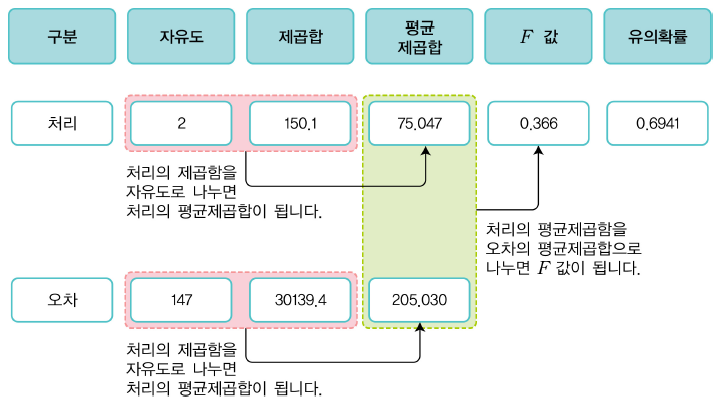 구분 자유도 제곱합 평균 제곱합 F 값 유의확률
처리 2 150.1 75.047 0.366 0.6941
처리의 제곱함을
자유도로 나누면
처리의 평균제곱합이 됩니다.
처리의 평균제곱함을
오차의 평균제곱합으로
나누면 F 값이 됩니다.
오차 147 30139.4 205.030
처리의 제곱함을
자유도로 나누면
처리의 평균제곱합이 됩니다.